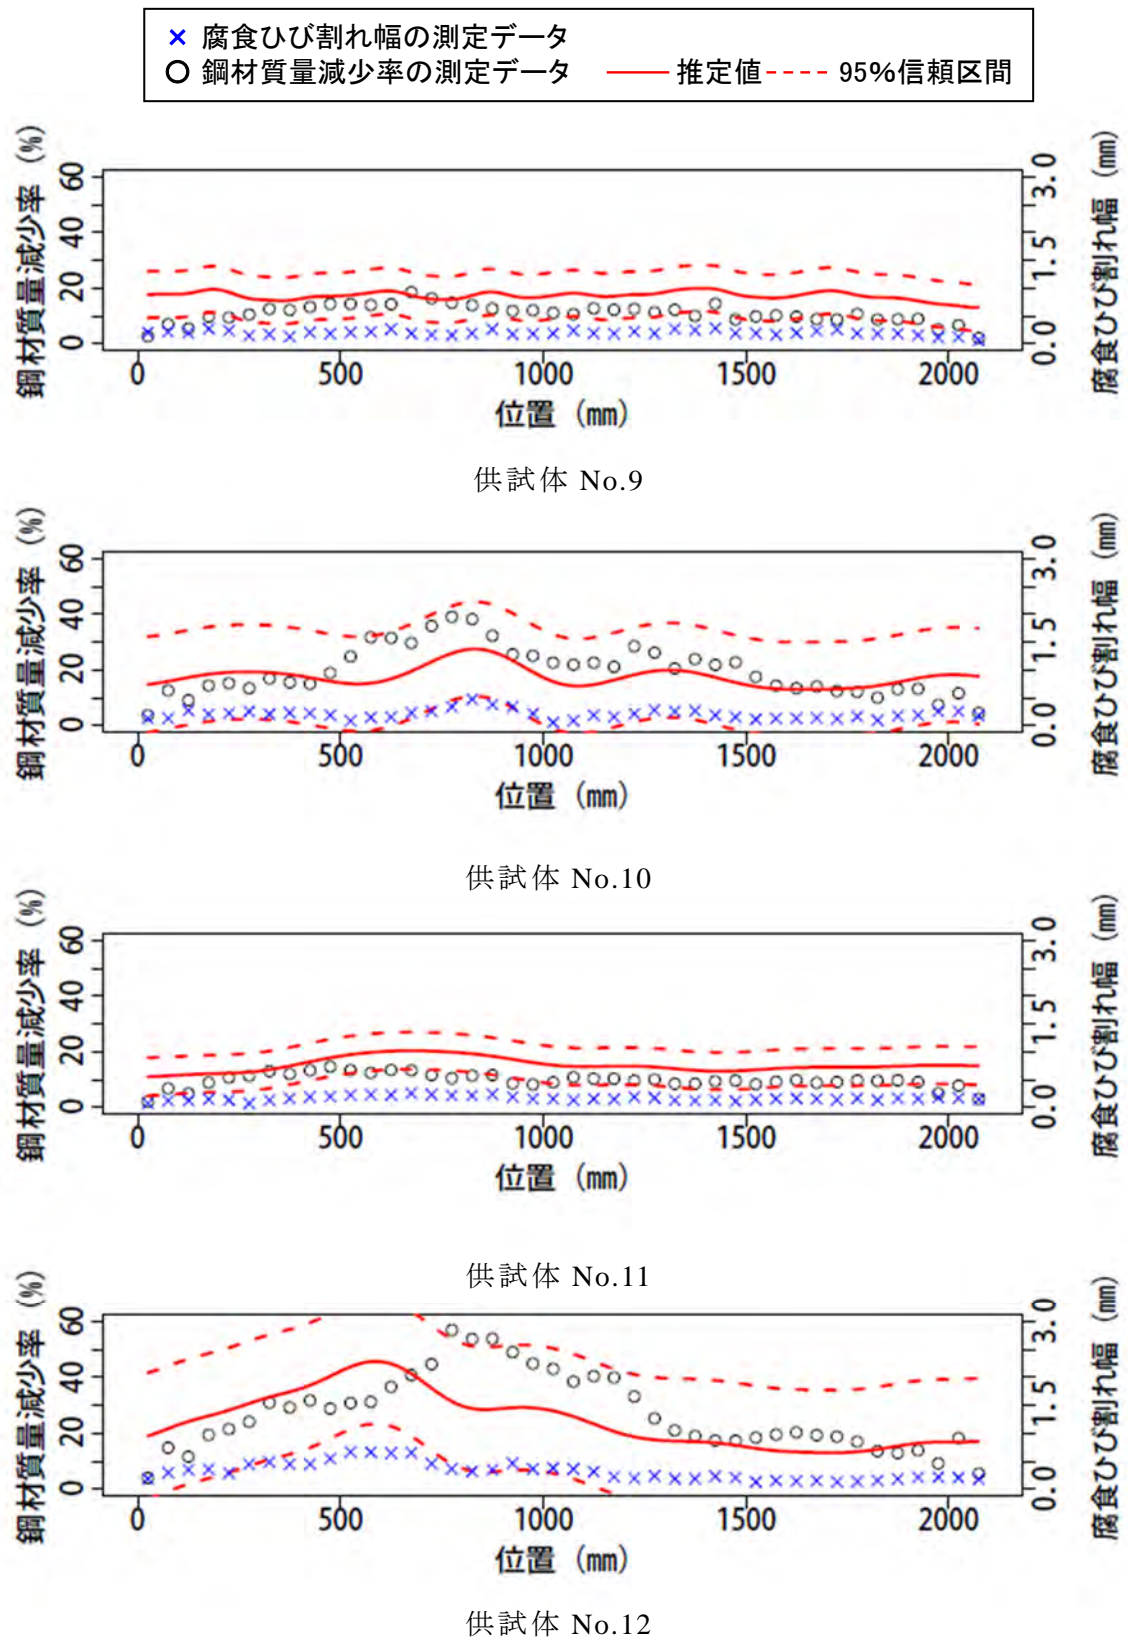 × 腐食ひび割れ幅の測定データ
○ 鋼材質量減少率の測定データ —— 推定値 ---- 95%信頼区間
鋼材質量減少率 (%)
60
40
20
0
3.0
1.5
0.0
腐食ひび割れ幅 (mm)
0 500 1000 1500 2000
位置 (mm)
供試体 No.9
鋼材質量減少率 (%)
60
40
20
0
3.0
1.5
0.0
腐食ひび割れ幅 (mm)
0 500 1000 1500 2000
位置 (mm)
供試体 No.10
鋼材質量減少率 (%)
60
40
20
0
3.0
1.5
0.0
腐食ひび割れ幅 (mm)
0 500 1000 1500 2000
位置 (mm)
供試体 No.11
鋼材質量減少率 (%)
60
40
20
0
3.0
1.5
0.0
腐食ひび割れ幅 (mm)
0 500 1000 1500 2000
位置 (mm)
供試体 No.12